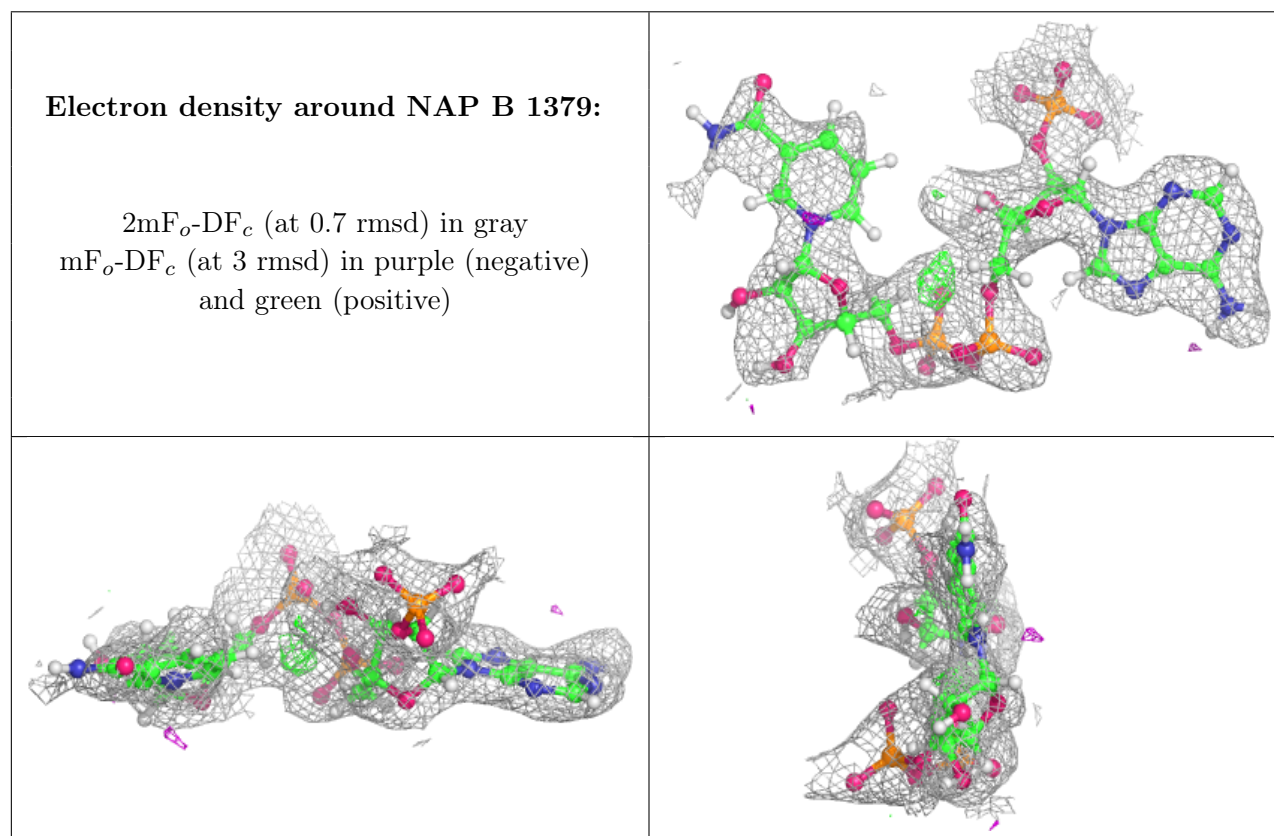 Electron density around NAP B 1379:
2mFo-DFc (at 0.7 rmsd) in gray
mFo-DFc (at 3 rmsd) in purple (negative)
and green (positive)